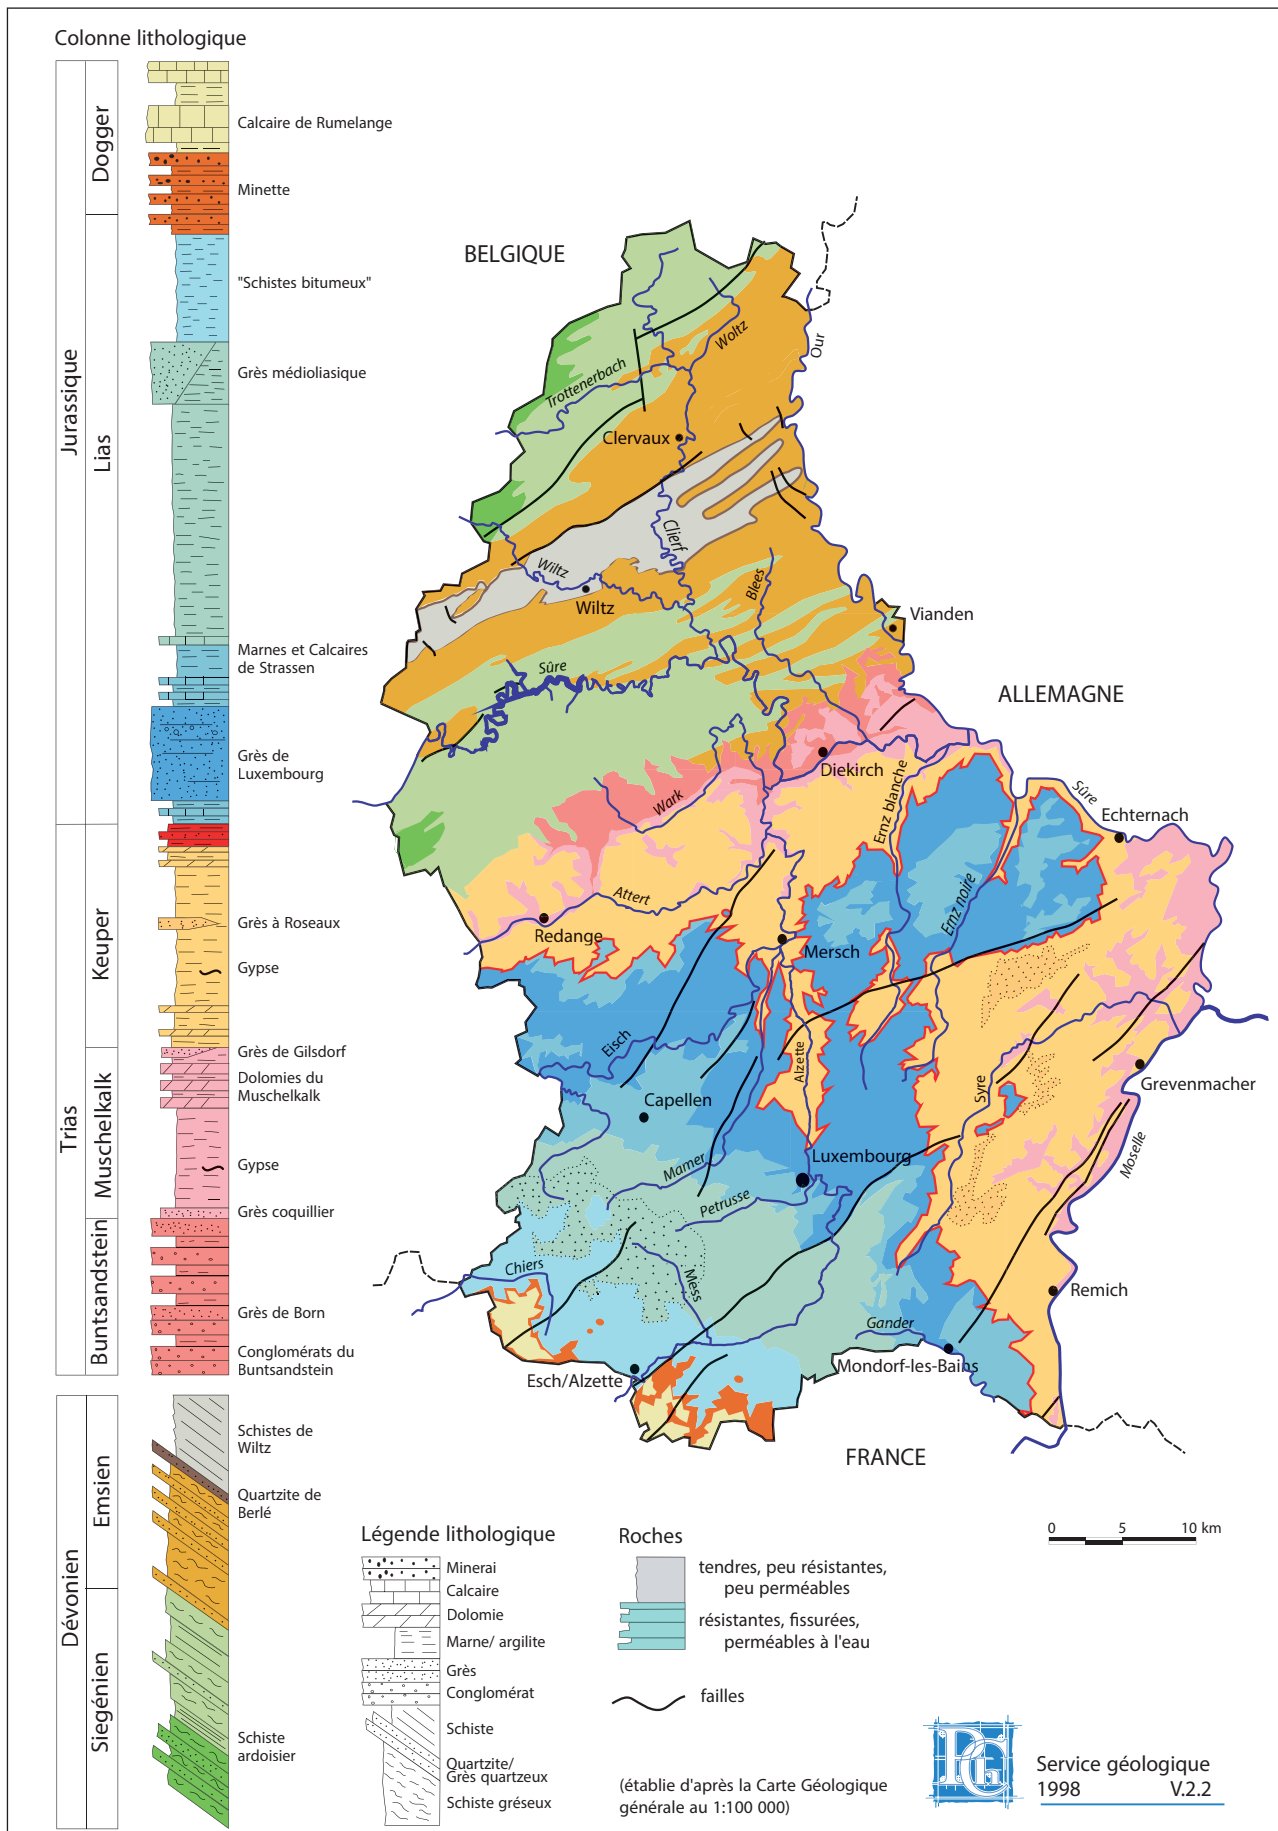 Colonne lithologique
Jurassique
Dogger
Lias
Trias
Keuper
Muschelkalk
Buntsandstein
Dévonien
Emsien
Siegénien
Calcaire de Rumelange
Minette
"Schistes bitumeux"
Grès médioliasique
Marnes et Calcaires
de Strassen
Grès de
Luxembourg
Grès à Roseaux
Gypse
Grès de Gilsdorf
Dolomies du
Muschelkalk
Gypse
Grès coquillier
Grès de Born
Conglomérats du
Buntsandstein
Schistes de
Wiltz
Quartzite de
Berlé
Schiste
ardoisier
BELGIQUE
Our
Woltz
Trottenerbach
Clervaux
Clierf
Wiltz
Wiltz
Blees
Vianden
Sûre
ALLEMAGNE
Diekirch
Wark
Ernz blanche
Sûre
Echternach
Attert
Redange
Ernz noire
Mersch
Eisch
Alzette
Syre
Grevenmacher
Capellen
Mamer
Luxembourg
Moselle
Petrusse
Chiers
Mess
Remich
Gander
Mondorf-les-Bains
Esch/Alzette
FRANCE
Légende lithologique
Minerai
Calcaire
Dolomie
Marne/ argilite
Grès
Conglomérat
Schiste
Quartzite/
Grès quartzeux
Schiste gréseux
Roches
tendres, peu résistantes,
peu perméables
résistantes, fissurées,
perméables à l'eau
failles
(établie d'après la Carte Géologique
générale au 1:100 000)
0 5 10 km
PG
Service géologique
1998 V.2.2